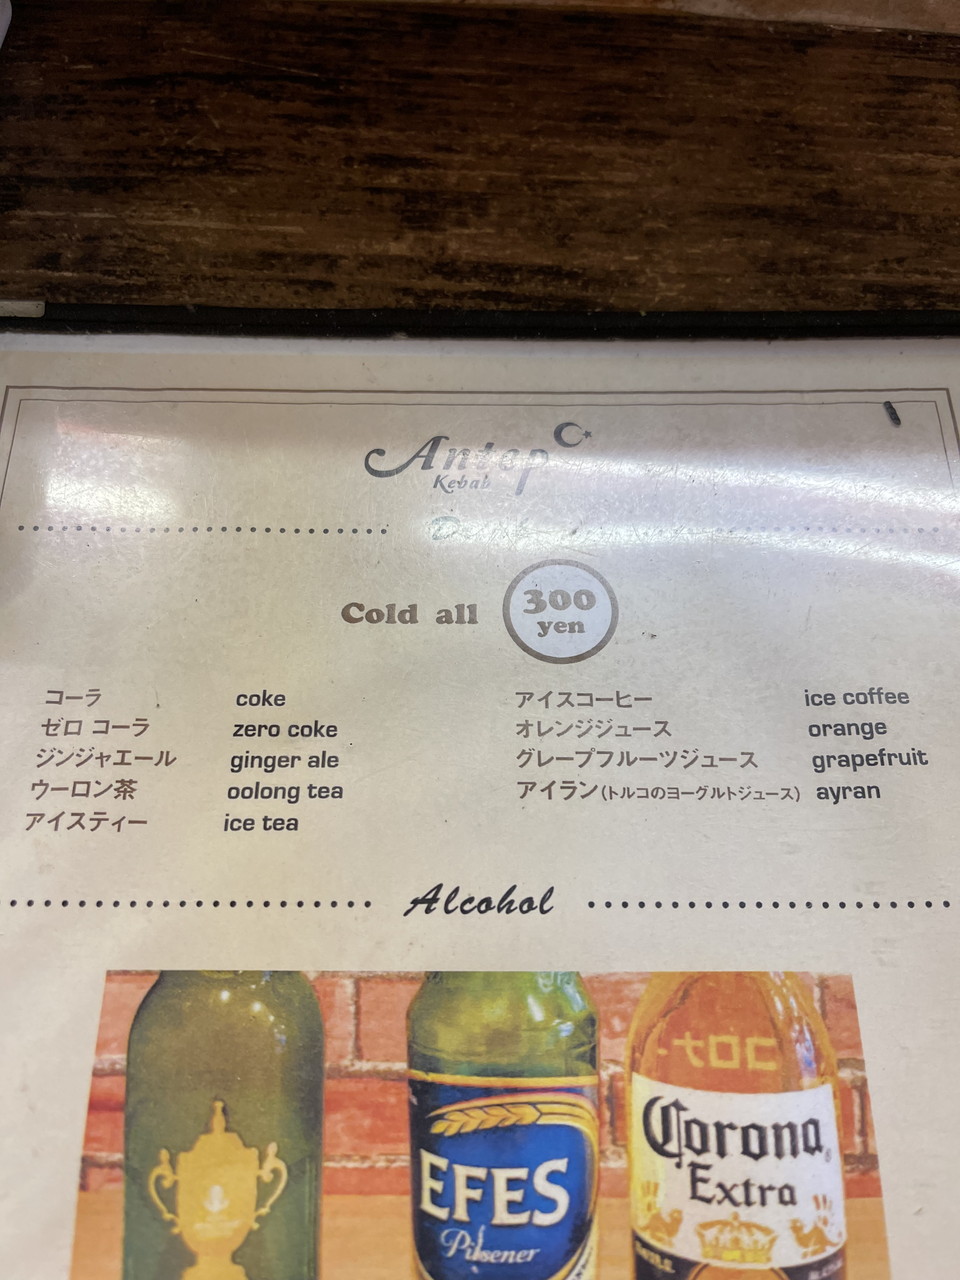 Antep
Kebab
Cold all 300 yen
コーラ coke
ゼロ コーラ zero coke
ジンジャエール ginger ale
ウーロン茶 oolong tea
アイスティー ice tea
アイスコーヒー ice coffee
オレンジジュース orange
グレープフルーツジュース grapefruit
アイラン(トルコのヨーグルトジュース) ayran
Alcohol
EFES
Pilsener
Corona
Extra